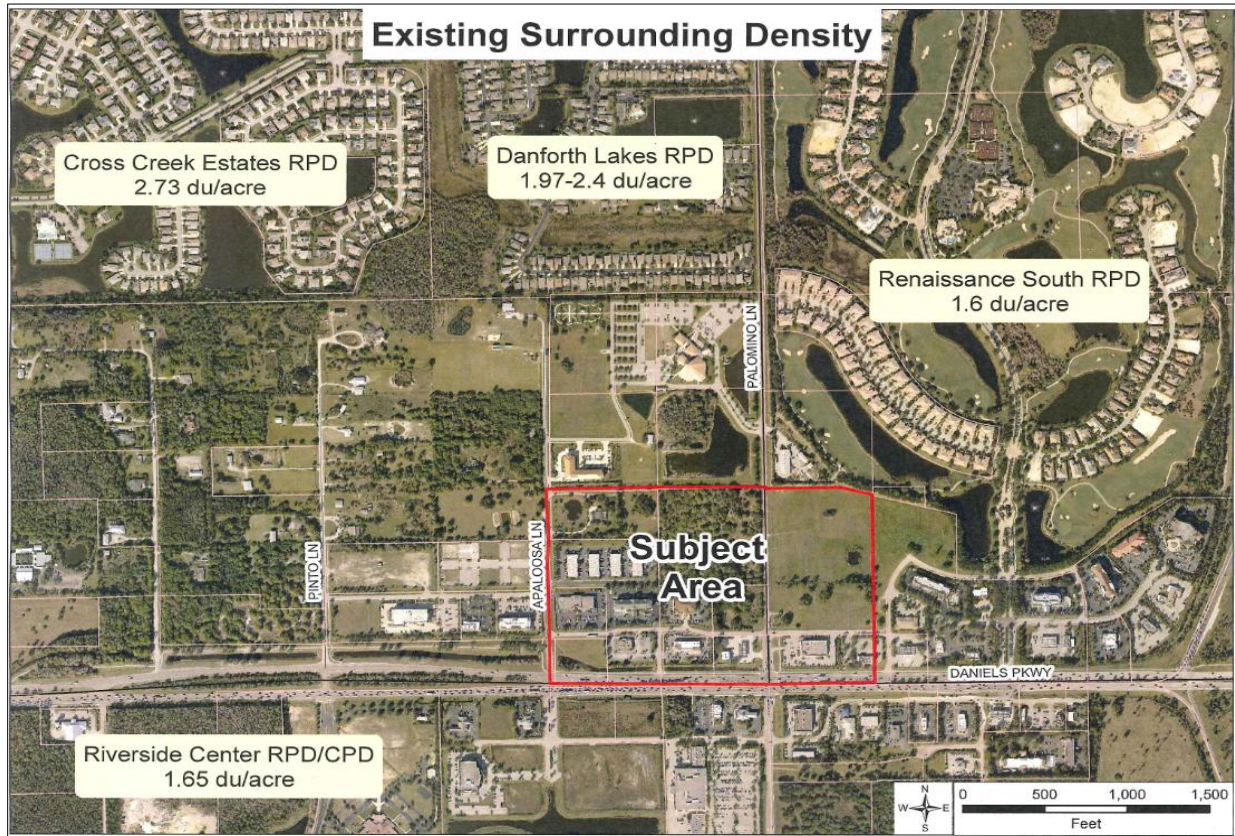 Existing Surrounding Density
Cross Creek Estates RPD
2.73 du/acre
Danforth Lakes RPD
1.97-2.4 du/acre
Renaissance South RPD
1.6 du/acre
PALOMINO LN
PINTO LN
APALOOSA LN
Subject
Area
DANIELS PKWY
Riverside Center RPD/CPD
1.65 du/acre
N
W E
S
0 500 1,000 1,500
Feet